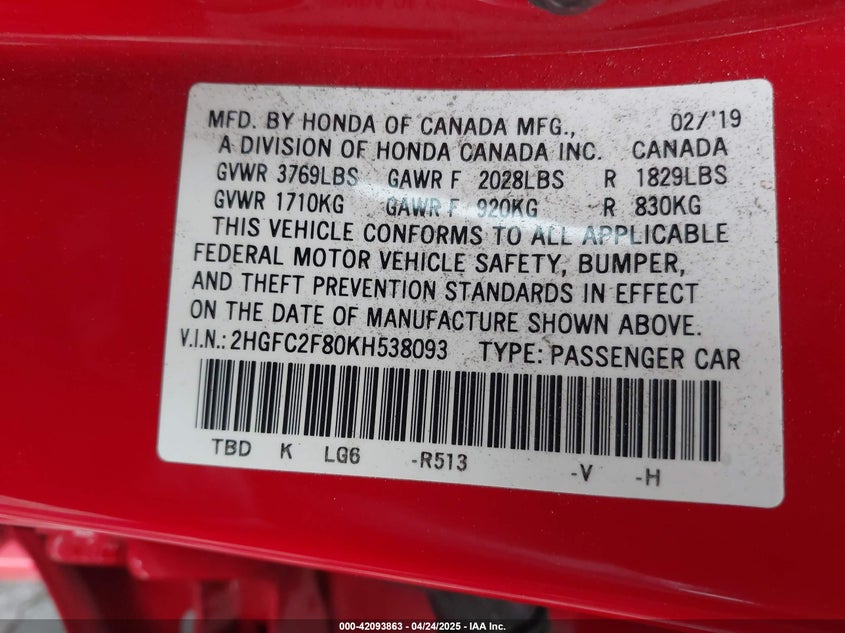 MFD. BY HONDA OF CANADA MFG., 02/'19
A DIVISION OF HONDA CANADA INC. CANADA
GVWR 3769LBS GAWR F 2028LBS R 1829LBS
GVWR 1710KG GAWR F 920KG R 830KG
THIS VEHICLE CONFORMS TO ALL APPLICABLE
FEDERAL MOTOR VEHICLE SAFETY, BUMPER,
AND THEFT PREVENTION STANDARDS IN EFFECT
ON THE DATE OF MANUFACTURE SHOWN ABOVE.
V.I.N.: 2HGFC2F80KH538093 TYPE: PASSENGER CAR
TBD K LG6 -R513 -V -H
000-42093863 - 04/24/2025 - IAA Inc.